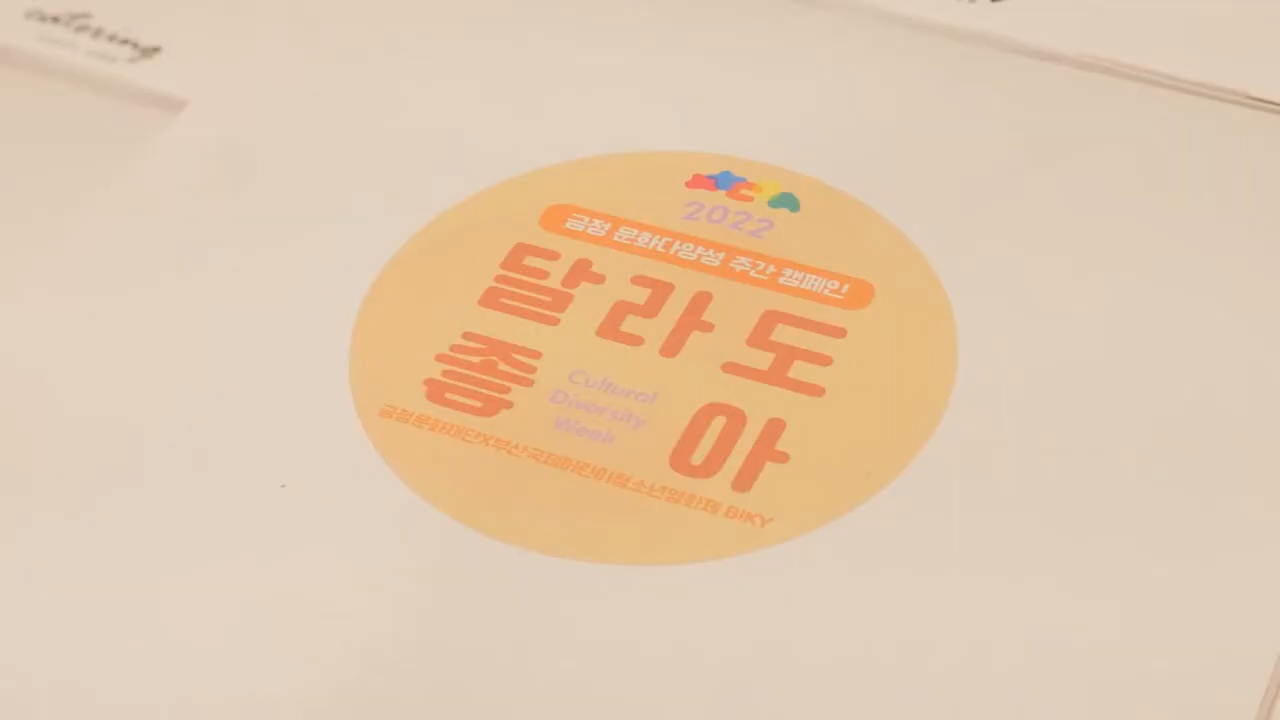 catering
2022
금정 문화다양성 주간 캠페인
달라도
좋아
Cultural
Diversity
Week
금정문화재단X부산국제어린이청소년영화제 BIKY